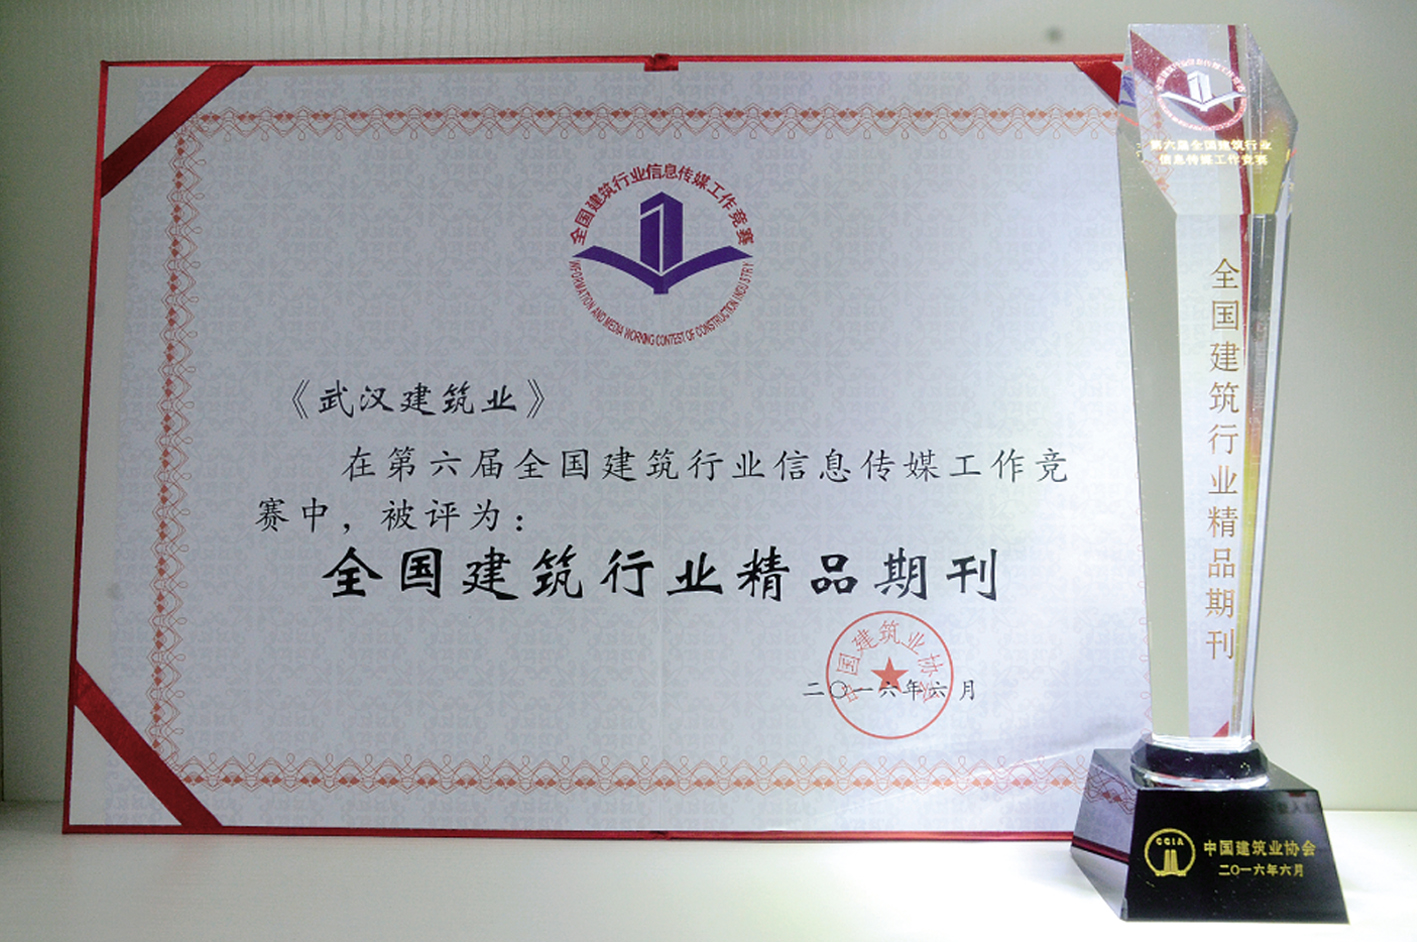 全国建筑行业信息传媒工作竞赛
INFORMATION AND MEDIA WORKING CONTEST OF CONSTRUCTION INDUSTRY
《武汉建筑业》
在第六届全国建筑行业信息传媒工作竞
赛中，被评为：
全国建筑行业精品期刊
中国建筑业协会
二〇一六年六月
第六届全国建筑行业
信息传媒工作竞赛
全国建筑行业精品期刊
CCIA
中国建筑业协会
二〇一六年六月